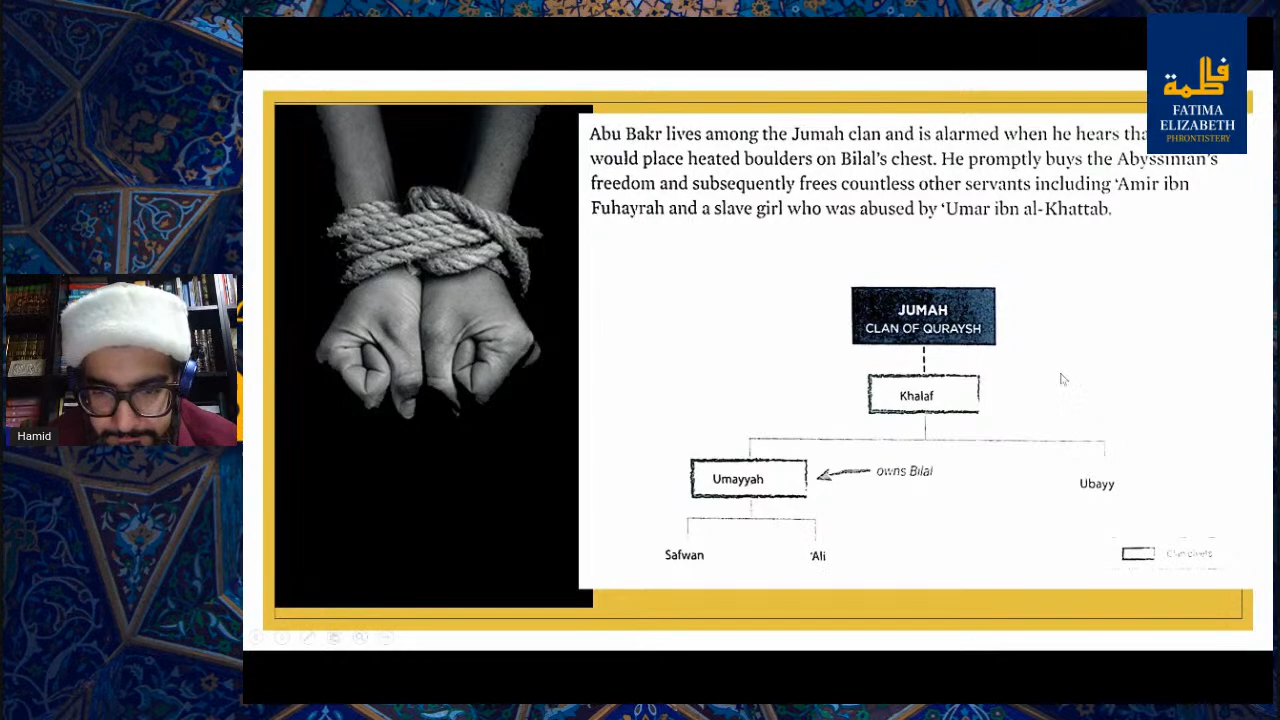 فاطمة
FATIMA
ELIZABETH
PHRONTISTERY
Abu Bakr lives among the Jumah clan and is alarmed when he hears
would place heated boulders on Bilal's chest. He promptly buys the Abyssinian's
freedom and subsequently frees countless other servants including ‘Amir ibn
Fuhayrah and a slave girl who was abused by ‘Umar ibn al-Khattab.
JUMAH
CLAN OF QURAYSH
Khalaf
Umayyah
owns Bilal
Ubayy
Safwan
‘Ali
Hamid